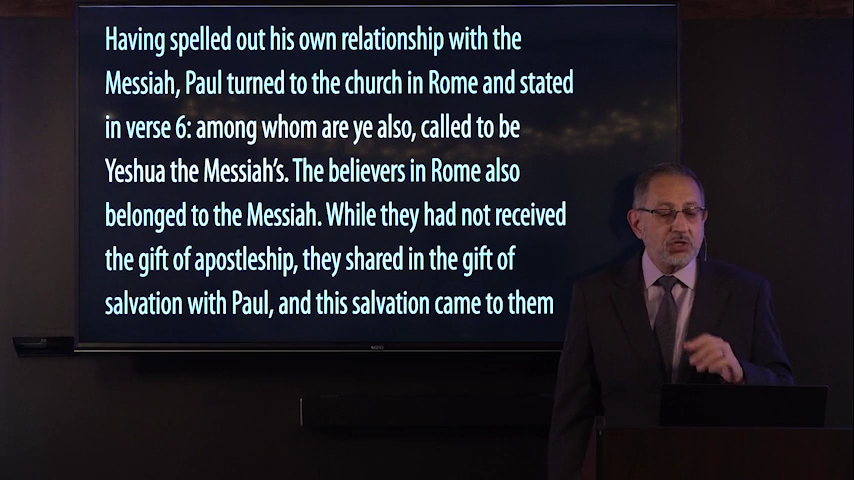 Having spelled out his own relationship with the
Messiah, Paul turned to the church in Rome and stated
in verse 6: among whom are ye also, called to be
Yeshua the Messiah’s. The believers in Rome also
belonged to the Messiah. While they had not received
the gift of apostleship, they shared in the gift of
salvation with Paul, and this salvation came to them
VIZIO